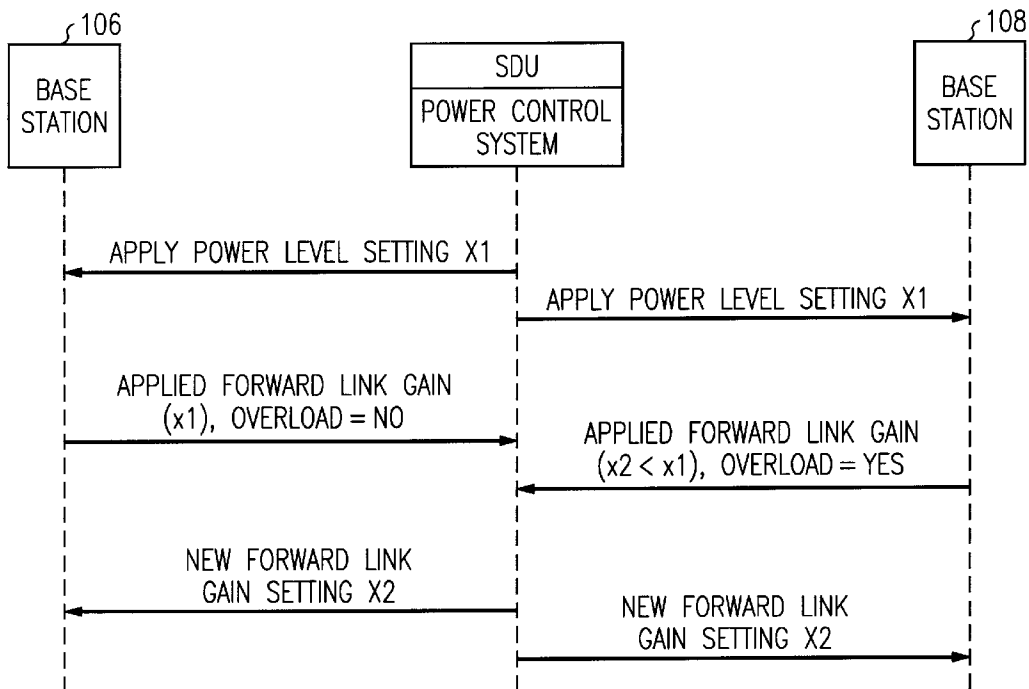 106
BASE
STATION
SDU
POWER CONTROL
SYSTEM
108
BASE
STATION
APPLY POWER LEVEL SETTING X1
APPLY POWER LEVEL SETTING X1
APPLIED FORWARD LINK GAIN
(x1), OVERLOAD = NO
APPLIED FORWARD LINK GAIN
(x2 < x1), OVERLOAD = YES
NEW FORWARD LINK
GAIN SETTING X2
NEW FORWARD LINK
GAIN SETTING X2